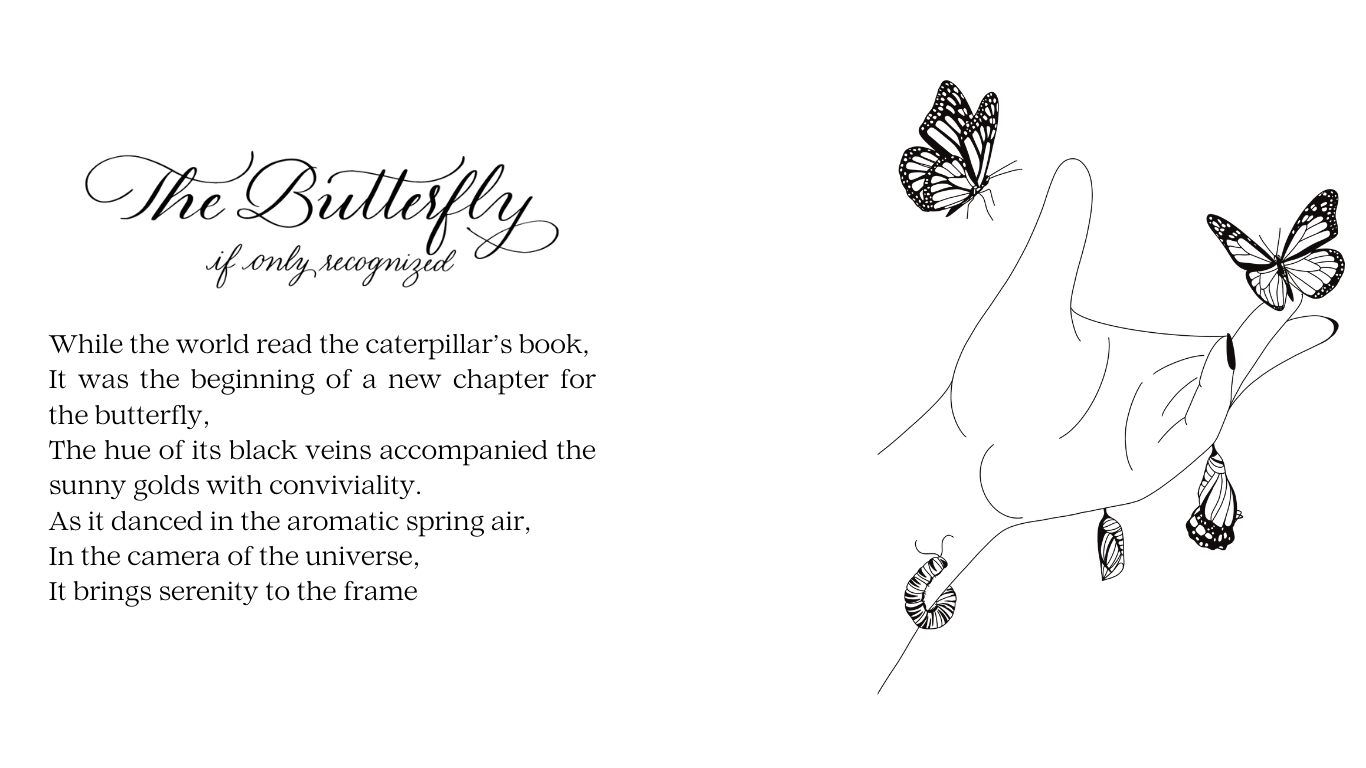 The Butterfly
if only recognized
While the world read the caterpillar’s book,
It was the beginning of a new chapter for
the butterfly,
The hue of its black veins accompanied the
sunny golds with conviviality.
As it danced in the aromatic spring air,
In the camera of the universe,
It brings serenity to the frame